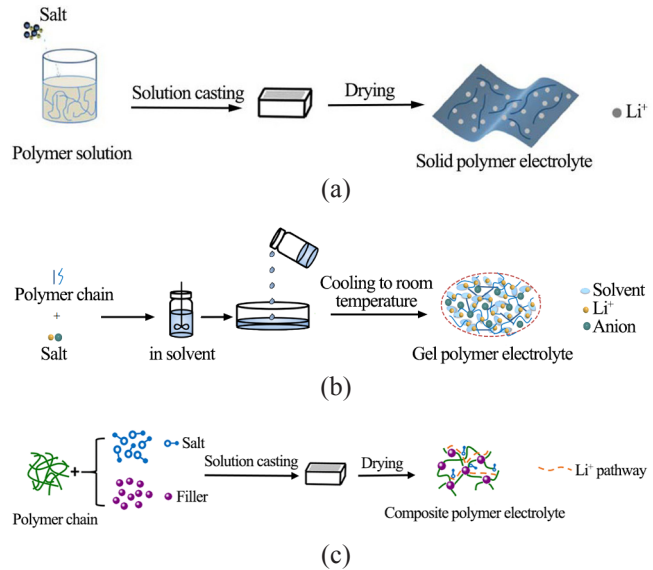 Salt
Solution casting
Drying
Li⁺
Polymer solution
Solid polymer electrolyte
(a)
Polymer chain
+
Salt
in solvent
Cooling to room
temperature
Solvent
Li⁺
Anion
Gel polymer electrolyte
(b)
+
Salt
Filler
Solution casting
Drying
Li⁺ pathway
Polymer chain
Composite polymer electrolyte
(c)